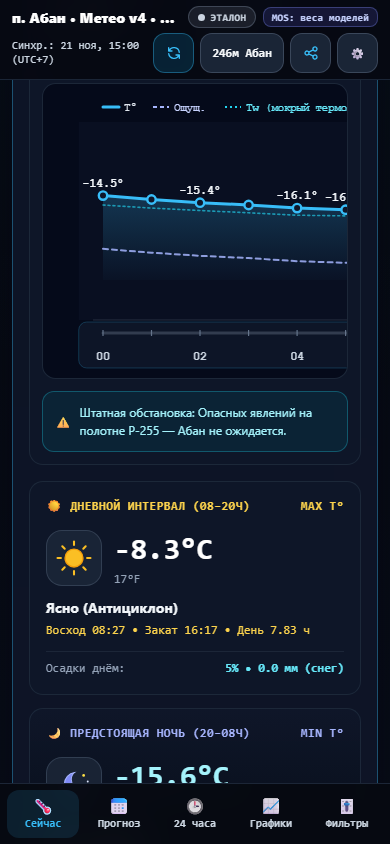 п. Абан • Метео v4 • ...
ЭТАЛОН
MOS: веса моделей
Синхр.: 21 ноя, 15:00
(UTC+7)
246м Абан
T° Ощущ. Tw (мокрый термо
-14.5° -15.4° -16.1° -16
00 02 04
Штатная обстановка: Опасных явлений на
полотне Р-255 — Абан не ожидается.
ДНЕВНОЙ ИНТЕРВАЛ (08–20Ч) MAX T°
-8.3°C
17°F
Ясно (Антициклон)
Восход 08:27 • Закат 16:17 • День 7.83 ч
Осадки днём: 5% • 0.0 мм (снег)
ПРЕДСТОЯЩАЯ НОЧЬ (20–08Ч) MIN T°
-15.6°C
Сейчас Прогноз 24 часа Графики Фильтры